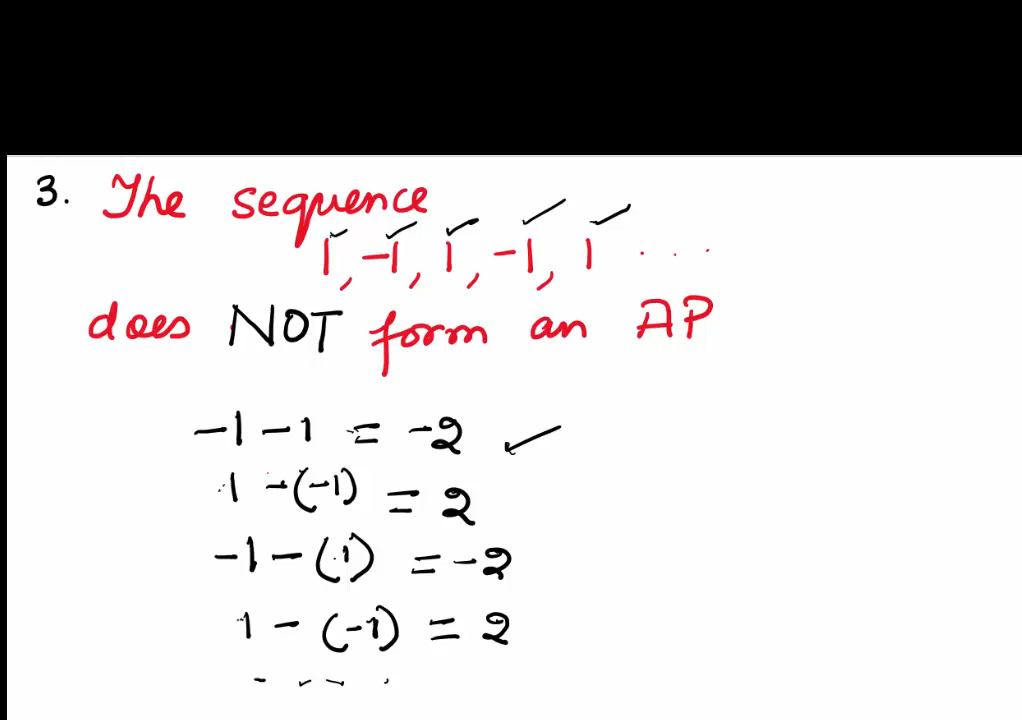 3. The sequence
1, -1, 1, -1, 1 ...
does NOT form an AP
-1 - 1 = -2
1 - (-1) = 2
-1 - (1) = -2
1 - (-1) = 2